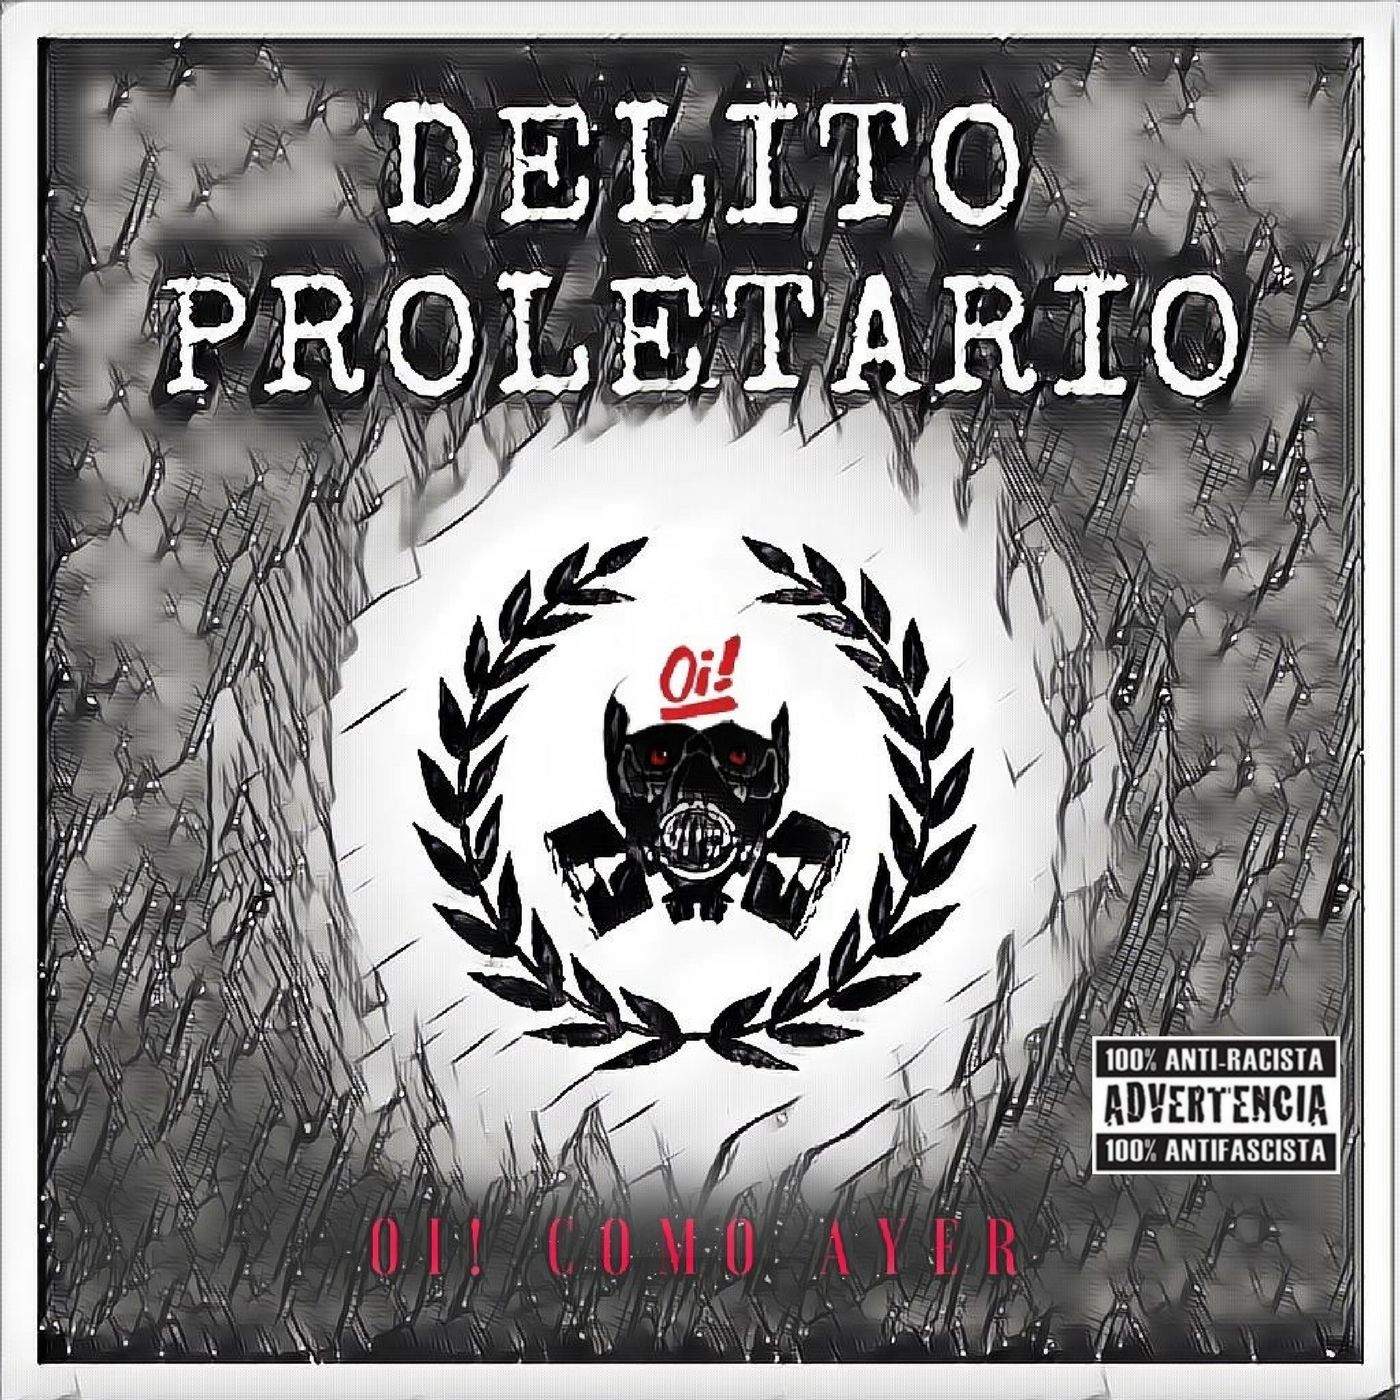 DELITO
PROLETARIO
Oi!
100% ANTI-RACISTA
ADVERTENCIA
100% ANTIFASCISTA
OI! COMO AYER